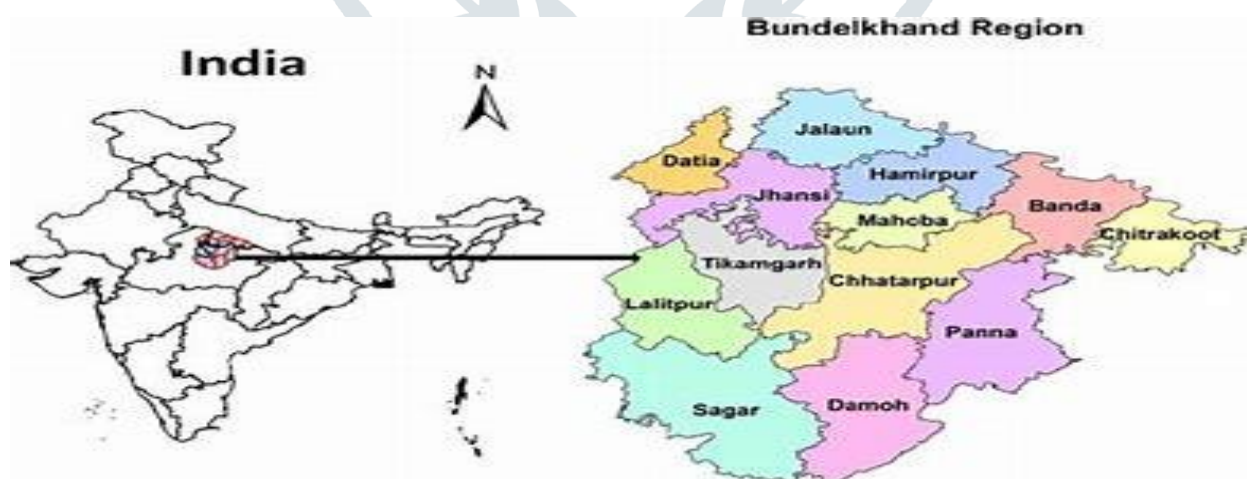 Bundelkhand Region
India
N
Jalaun
Datia
Hamirpur
Jhansi
Banda
Mahoba
Chitrakoot
Tikamgarh
Chhatarpur
Lalitpur
Panna
Sagar
Damoh